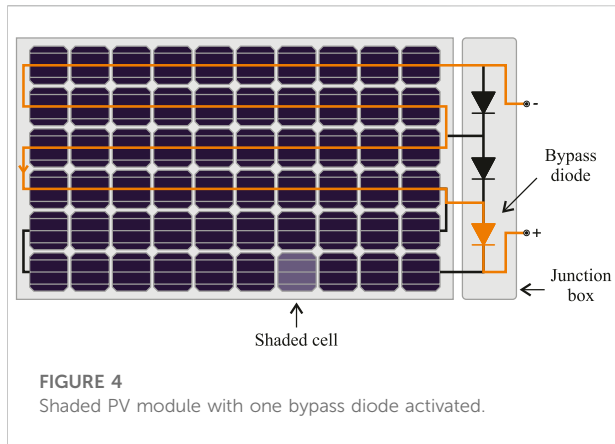 -
Bypass
diode
+
Junction
box
Shaded cell
FIGURE 4
Shaded PV module with one bypass diode activated.